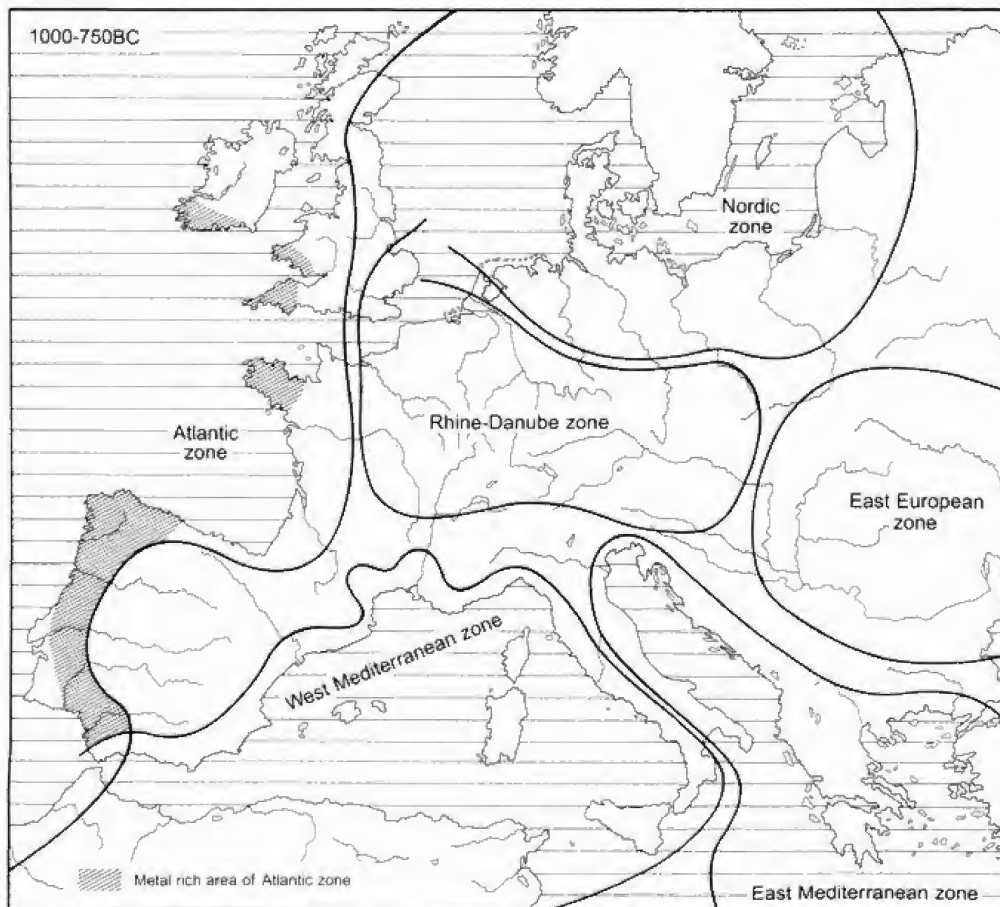 1000-750BC
Nordic
zone
Rhine-Danube zone
Atlantic
zone
East European
zone
West Mediterranean zone
Metal rich area of Atlantic zone
East Mediterranean zone